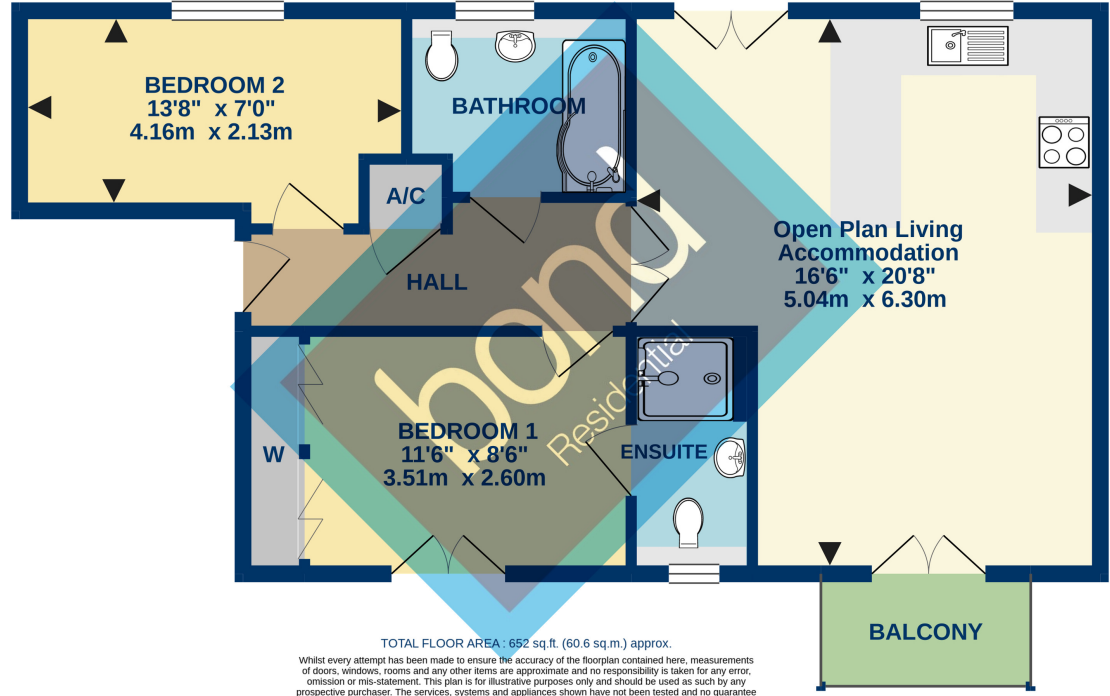 BEDROOM 2
13'8" x 7'0"
4.16m x 2.13m
BATHROOM
A/C
HALL
Open Plan Living
Accommodation
16'6" x 20'8"
5.04m x 6.30m
bond
Residential
W
BEDROOM 1
11'6" x 8'6"
3.51m x 2.60m
ENSUITE
BALCONY
TOTAL FLOOR AREA : 652 sq.ft. (60.6 sq.m.) approx.
Whilst every attempt has been made to ensure the accuracy of the floorplan contained here, measurements
of doors, windows, rooms and any other items are approximate and no responsibility is taken for any error,
omission or mis-statement. This plan is for illustrative purposes only and should be used as such by any
prospective purchaser. The services, systems and appliances shown have not been tested and no guarantee